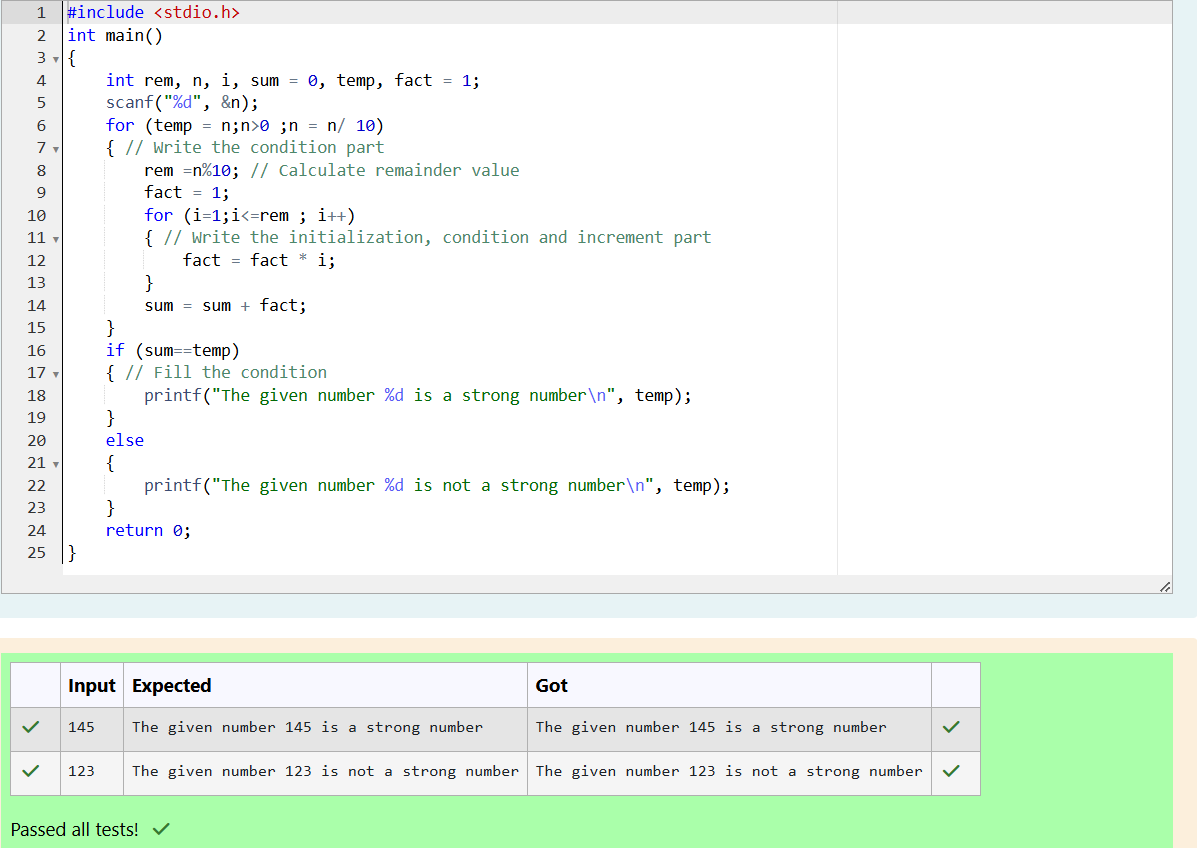 1 #include <stdio.h>
2 int main()
3 {
4 int rem, n, i, sum = 0, temp, fact = 1;
5 scanf("%d", &n);
6 for (temp = n;n>0 ;n = n/ 10)
7 { // Write the condition part
8 rem =n%10; // Calculate remainder value
9 fact = 1;
10 for (i=1;i<=rem ; i++)
11 { // Write the initialization, condition and increment part
12 fact = fact * i;
13 }
14 sum = sum + fact;
15 }
16 if (sum==temp)
17 { // Fill the condition
18 printf("The given number %d is a strong number\n", temp);
19 }
20 else
21 {
22 printf("The given number %d is not a strong number\n", temp);
23 }
24 return 0;
25 }
Input Expected Got
145 The given number 145 is a strong number The given number 145 is a strong number
123 The given number 123 is not a strong number The given number 123 is not a strong number
Passed all tests!